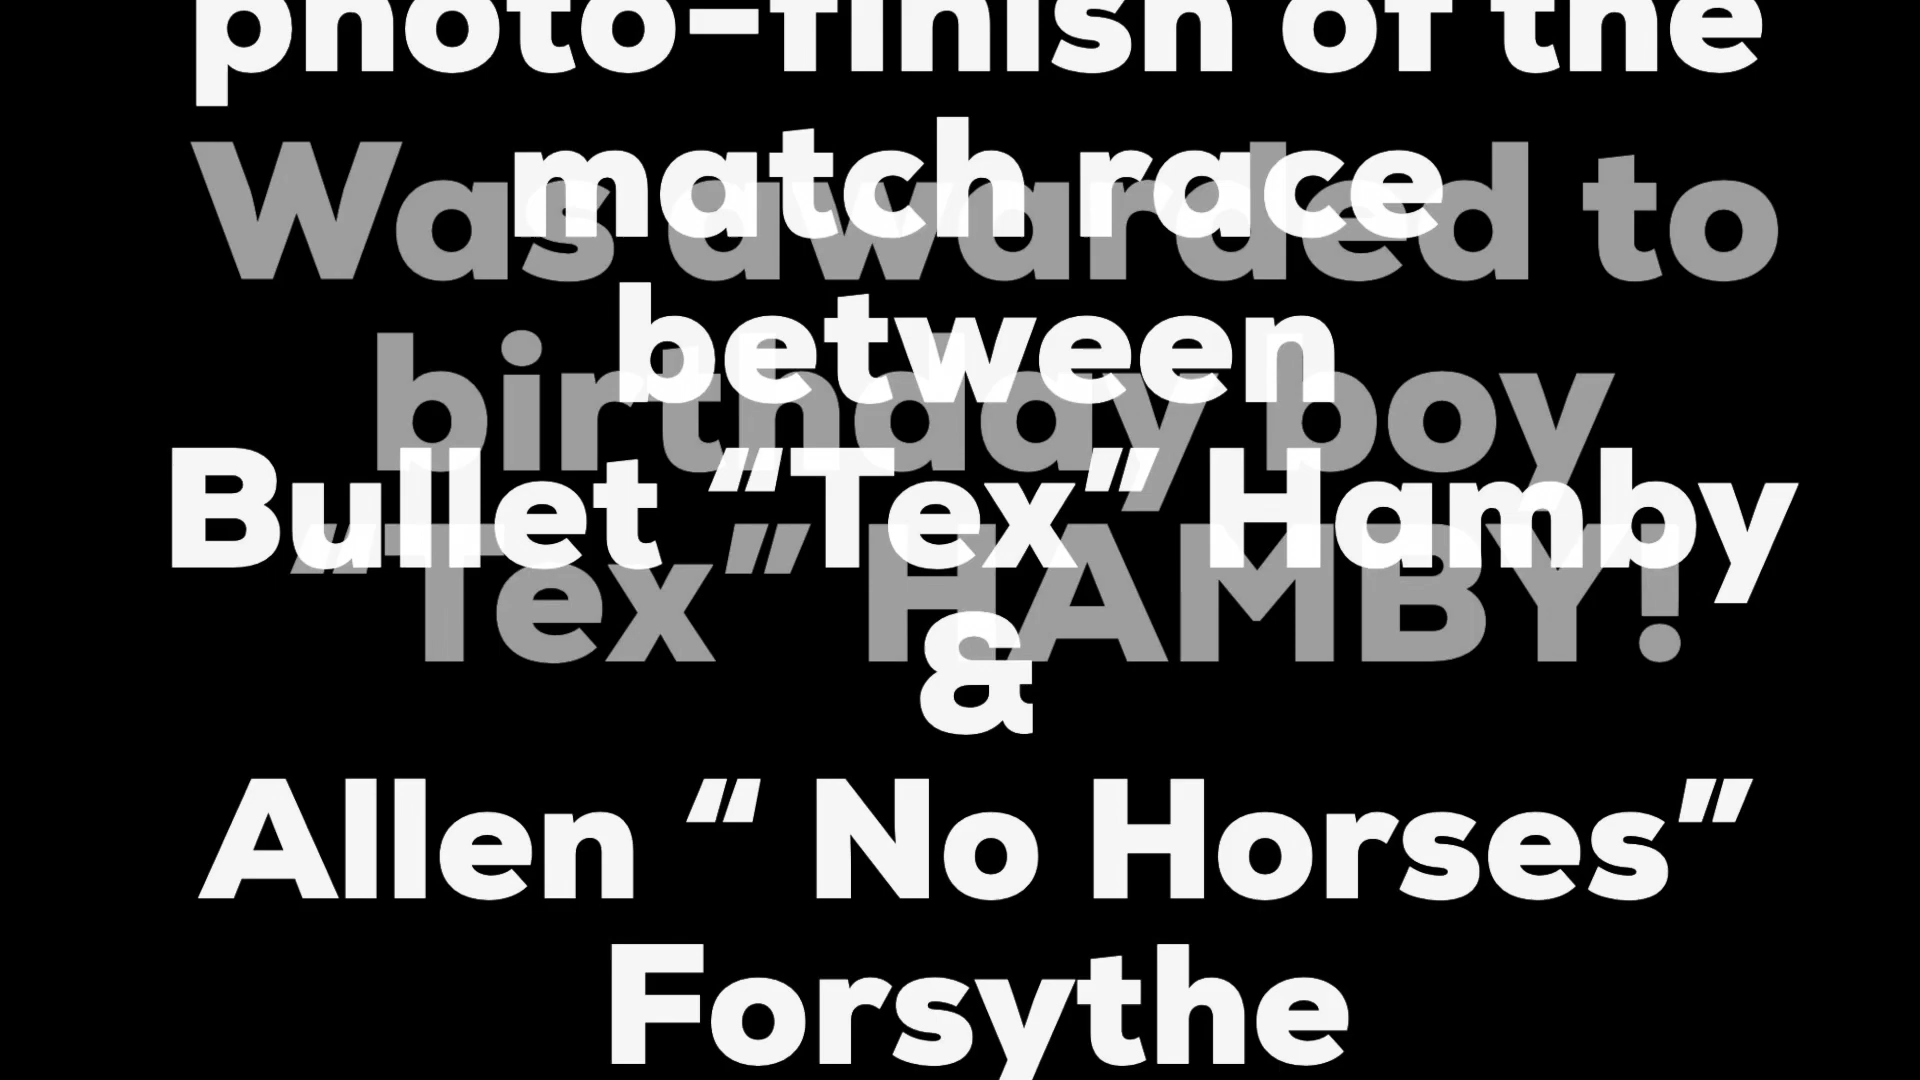 photo-finish of the
match race
between
Bullet “Tex” Hamby
&
Allen “ No Horses”
Forsythe
Was awarded to
birthday boy
“Tex” HAMBY!